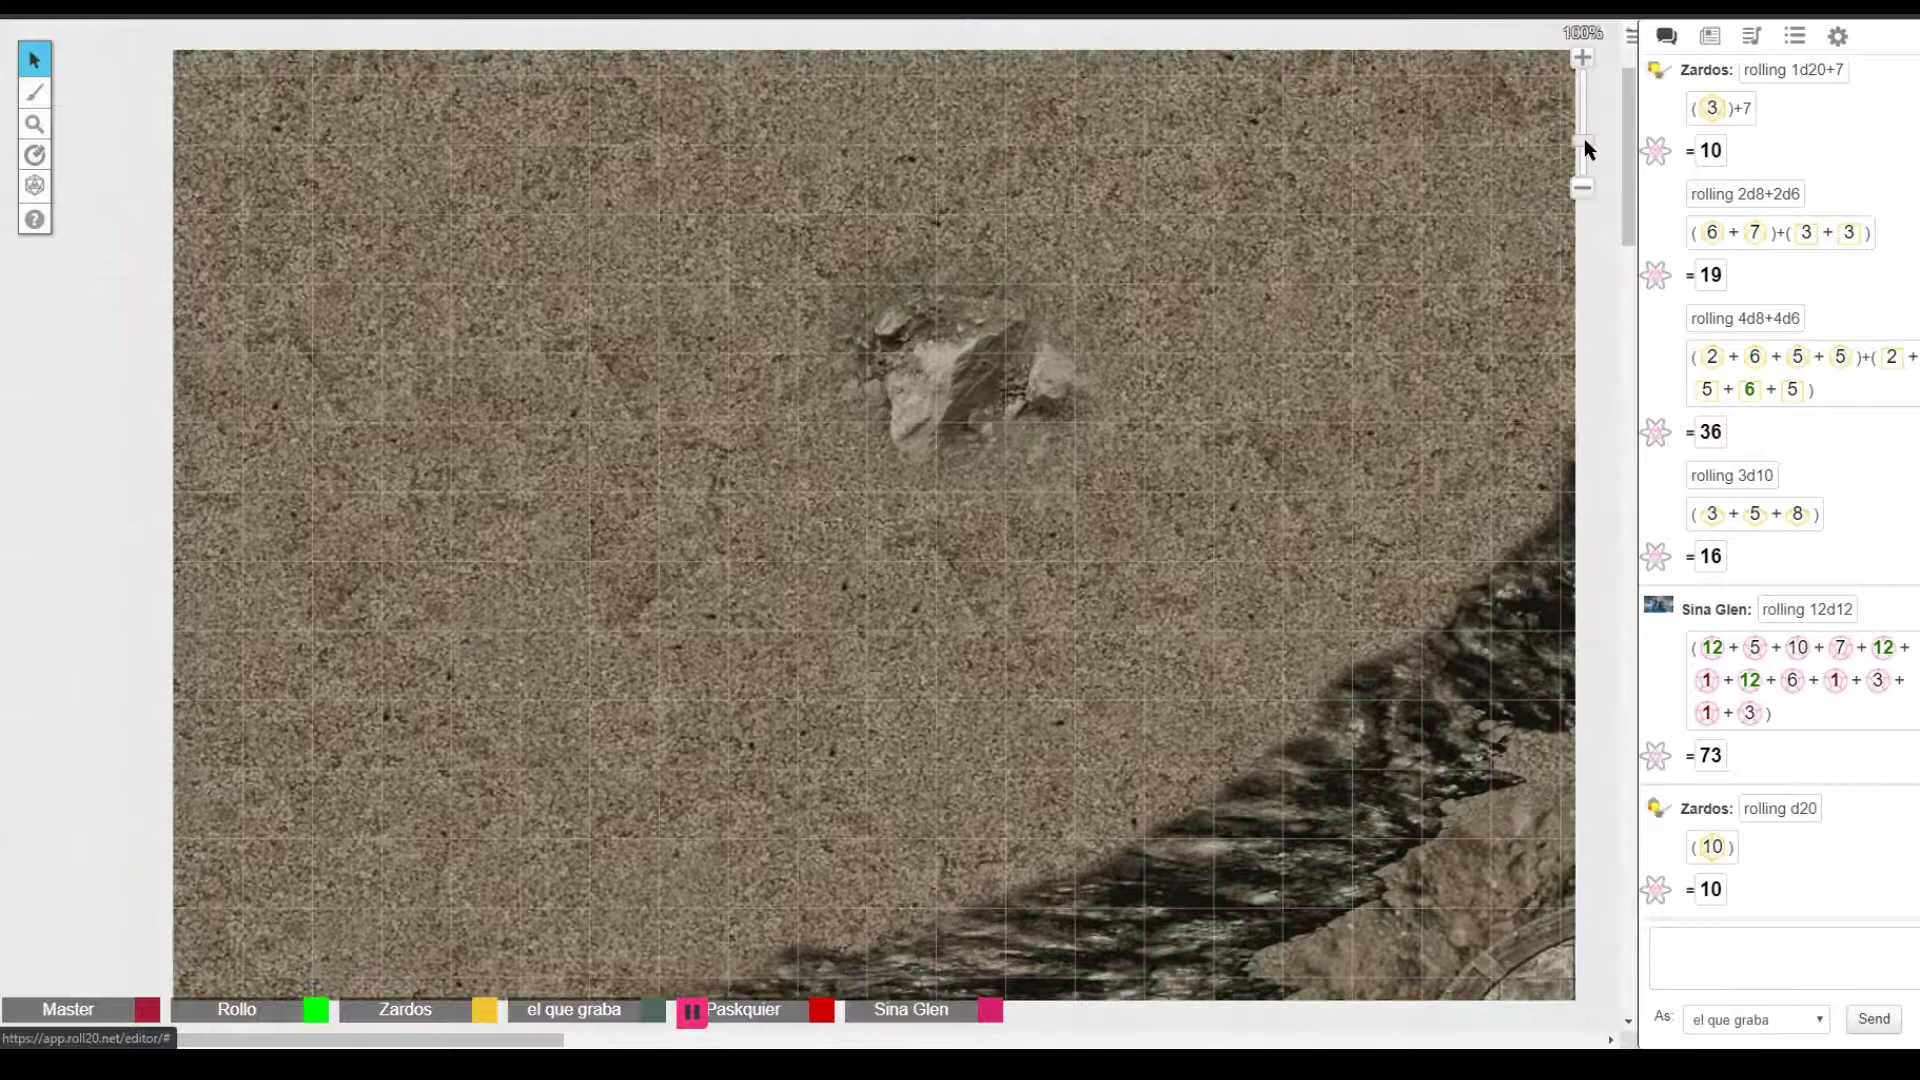 100%
Zardos: rolling 1d20+7
( 3 )+7
= 10
rolling 2d8+2d6
( 6 + 7 )+( 3 + 3 )
= 19
rolling 4d8+4d6
( 2 + 6 + 5 + 5 )+( 2 +
5 + 6 + 5 )
= 36
rolling 3d10
( 3 + 5 + 8 )
= 16
Sina Glen: rolling 12d12
( 12 + 5 + 10 + 7 + 12 +
1 + 12 + 6 + 1 + 3 +
1 + 3 )
= 73
Zardos: rolling d20
( 10 )
= 10
Master Rollo Zardos el que graba Paskquier Sina Glen
As: el que graba Send
https://app.roll20.net/editor/#